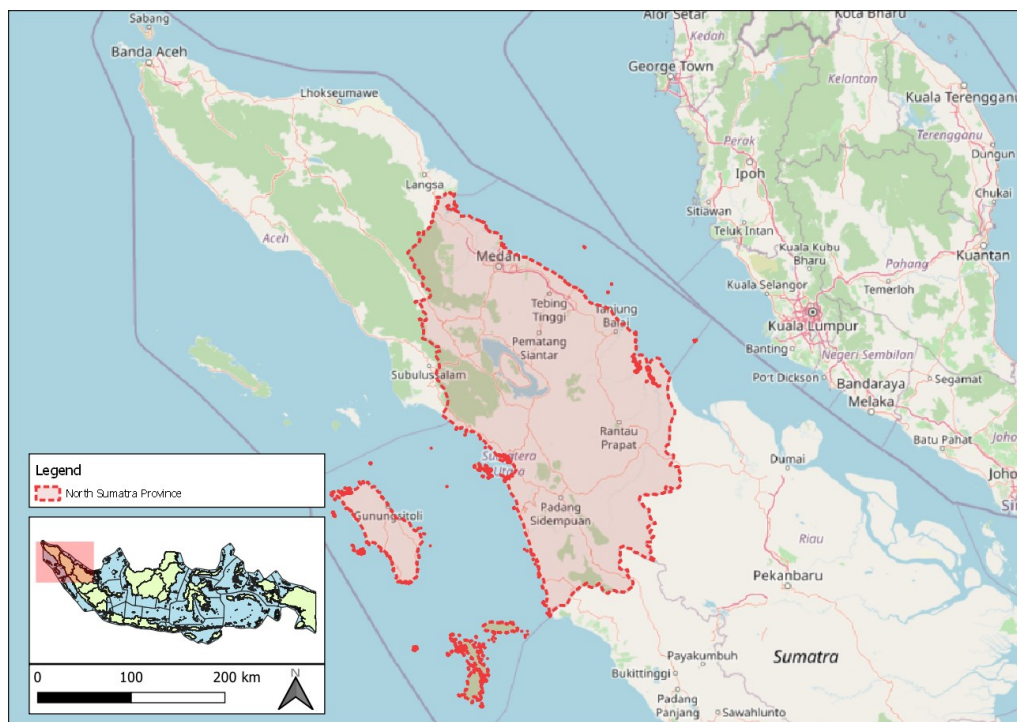 Sabang
Banda Aceh
Lhokseumawe
Langsa
Aceh
Subulussalam
Alor Setar
Kedah
Kota Bharu
George Town
Kelantan
Kuala Terengganu
Perak
Terengganu
Ipoh
Dungun
Sitiawan
Chukai
Teluk Intan
Kuala Kubu
Bharu
Pahang
Kuantan
Kuala Selangor
Temerloh
Kuala Lumpur
Banting
Negeri Sembilan
Port Dickson
Segamat
Bandaraya
Melaka
Batu Pahat
Medan
Tebing
Tinggi
Tanjung
Balai
Pematang
Siantar
Rantau
Prapat
Sumatera
Utara
Dumai
Padang
Sidempuan
Gunungsitoli
Riau
Pekanbaru
Payakumbuh
Sumatra
Bukittinggi
Padang
Panjang
Sawahlunto
Legend
North Sumatra Province
0 100 200 km
N